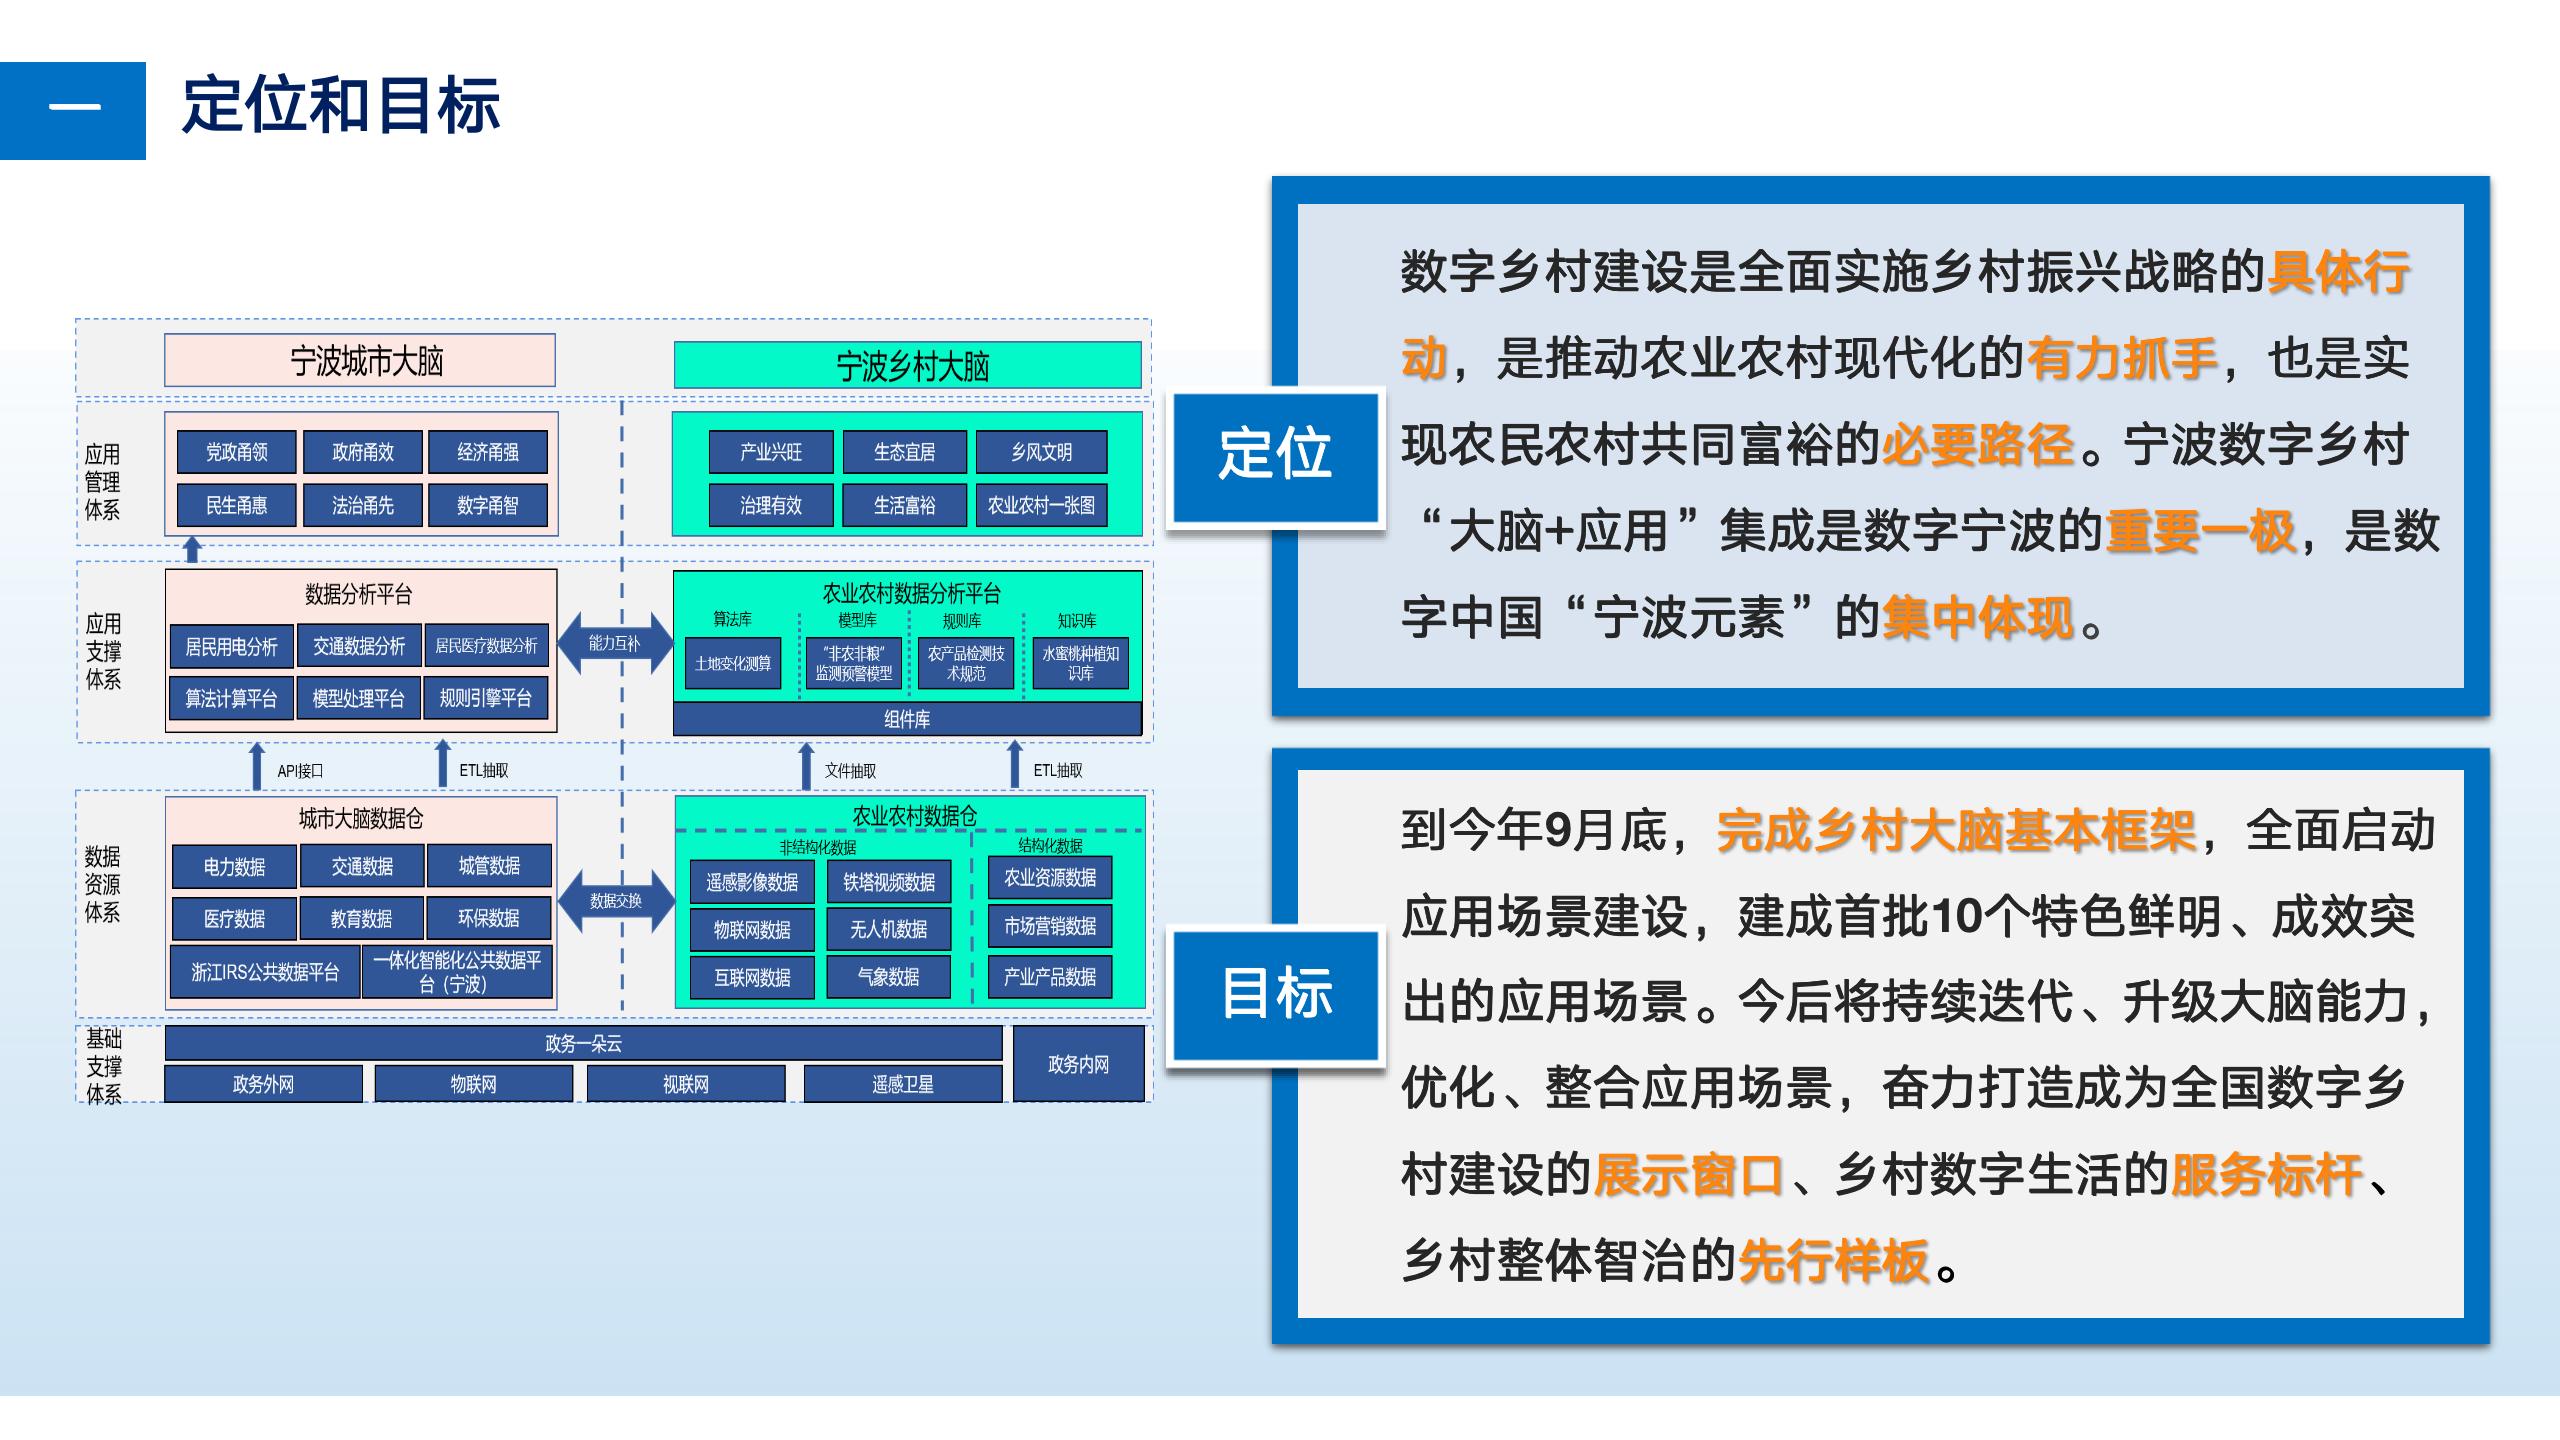 一
定位和目标
宁波城市大脑
宁波乡村大脑
应用
管理
体系
党政甬领
政府甬效
经济甬强
民生甬惠
法治甬先
数字甬智
产业兴旺
生态宜居
乡风文明
治理有效
生活富裕
农业农村一张图
应用
支撑
体系
数据分析平台
居民用电分析
交通数据分析
居民医疗数据分析
算法计算平台
模型处理平台
规则引擎平台
能力互补
农业农村数据分析平台
算法库
模型库
规则库
知识库
土地变化测算
“非农非粮”
监测预警模型
农产品检测技
术规范
水蜜桃种植知
识库
组件库
API接口
ETL抽取
文件抽取
ETL抽取
数据
资源
体系
城市大脑数据仓
电力数据
交通数据
城管数据
医疗数据
教育数据
环保数据
浙江IRS公共数据平台
一体化智能化公共数据平
台（宁波）
数据交换
农业农村数据仓
非结构化数据
结构化数据
遥感影像数据
铁塔视频数据
农业资源数据
物联网数据
无人机数据
市场营销数据
互联网数据
气象数据
产业产品数据
基础
支撑
体系
政务一朵云
政务外网
物联网
视联网
遥感卫星
政务内网
定位
数字乡村建设是全面实施乡村振兴战略的具体行
动，是推动农业农村现代化的有力抓手，也是实
现农民农村共同富裕的必要路径。宁波数字乡村
“大脑+应用”集成是数字宁波的重要一极，是数
字中国“宁波元素”的集中体现。
目标
到今年9月底，完成乡村大脑基本框架，全面启动
应用场景建设，建成首批10个特色鲜明、成效突
出的应用场景。今后将持续迭代、升级大脑能力，
优化、整合应用场景，奋力打造成为全国数字乡
村建设的展示窗口、乡村数字生活的服务标杆、
乡村整体智治的先行样板。